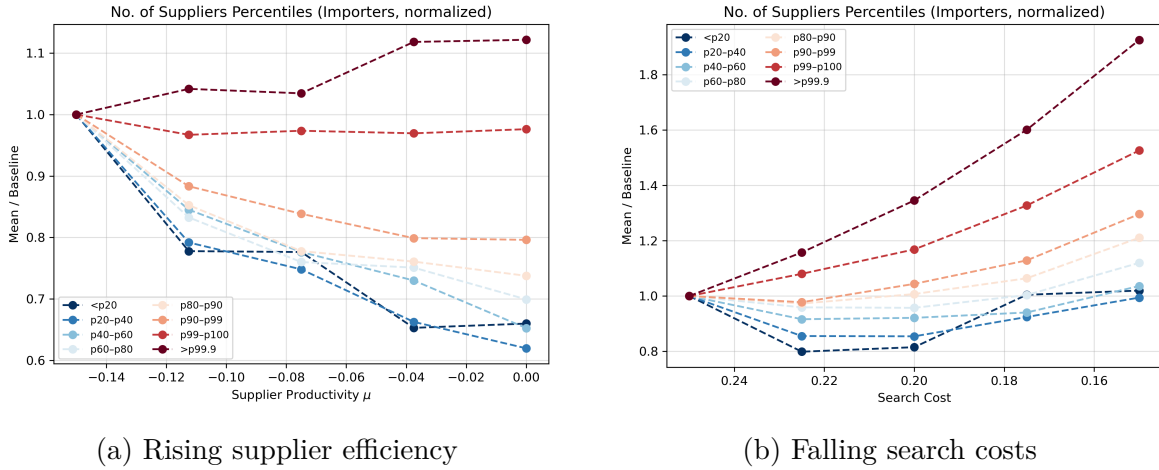 No. of Suppliers Percentiles (Importers, normalized)
1.1
1.0
0.9
0.8
0.7
0.6
Mean / Baseline
<p20
p20–p40
p40–p60
p60–p80
p80–p90
p90–p99
p99–p100
>p99.9
−0.14
−0.12
−0.10
−0.08
−0.06
−0.04
−0.02
0.00
Supplier Productivity μ
(a) Rising supplier efficiency
No. of Suppliers Percentiles (Importers, normalized)
<p20
p20–p40
p40–p60
p60–p80
p80–p90
p90–p99
p99–p100
>p99.9
1.8
1.6
1.4
1.2
1.0
0.8
Mean / Baseline
0.24
0.22
0.20
0.18
0.16
Search Cost
(b) Falling search costs